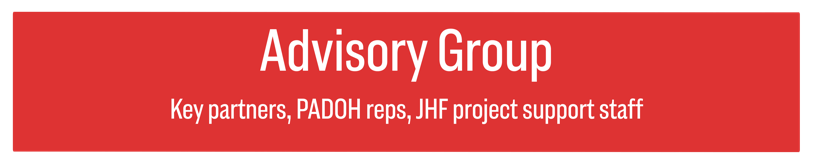 Advisory Group
Key partners, PADOH reps, JHF project support staff